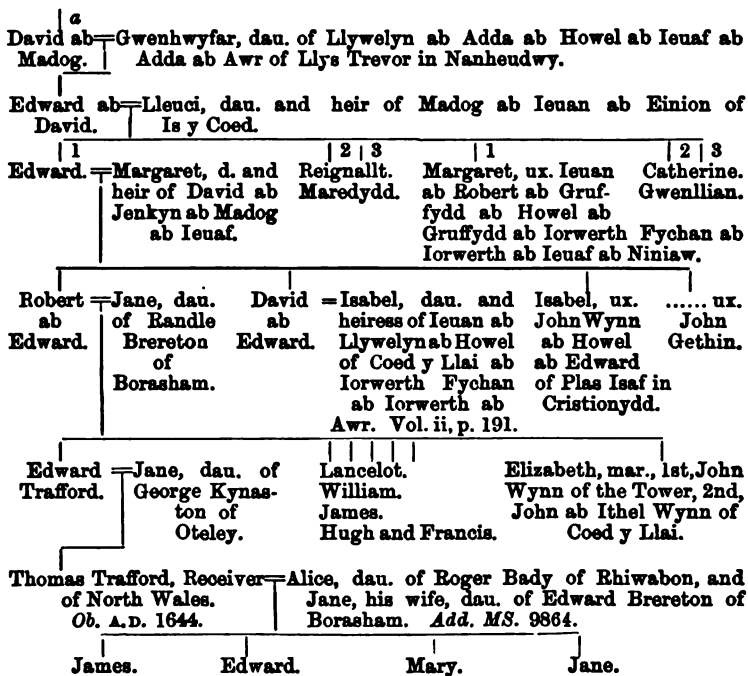 a
David ab Gwenhwyfar, dau. of Llywelyn ab Adda ab Howel ab Ieuaf ab
Madog. Adda ab Awr of Llys Trevor in Nanheudwy.
Edward ab Lleuci, dau. and heir of Madog ab Ieuan ab Einion of
David. Is y Coed.
1 2 3 1 2 3
Edward. Margaret, d. and Reignallt. Margaret, ux. Ieuan Catherine.
heir of David ab Maredydd. ab Robert ab Gruf- Gwenllian.
Jenkyn ab Madog fydd ab Howel ab
ab Ieuaf. Gruffydd ab Iorwerth Fychan ab
Iorwerth ab Ieuaf ab Niniaw.
Robert Jane, dau. David = Isabel, dau. and Isabel, ux. ...... ux.
ab of Randle ab heiress of Ieuan ab John Wynn John
Edward. Brereton Edward. Llywelyn ab Howel ab Howel Gethin.
of of Coed y Llai ab ab Edward
Borasham. Iorwerth Fychan of Plas Isaf in
ab Iorwerth ab Cristionydd.
Awr. Vol. ii, p. 191.
Edward Jane, dau. of Lancelot. Elizabeth, mar., 1st, John
Trafford. George Kynas- William. Wynn of the Tower, 2nd,
ton of James. John ab Ithel Wynn of
Oteley. Hugh and Francis. Coed y Llai.
Thomas Trafford, Receiver Alice, dau. of Roger Bady of Rhiwabon, and
of North Wales. Jane, his wife, dau. of Edward Brereton of
Ob. A.D. 1644. Borasham. Add. MS. 9864.
James. Edward. Mary. Jane.